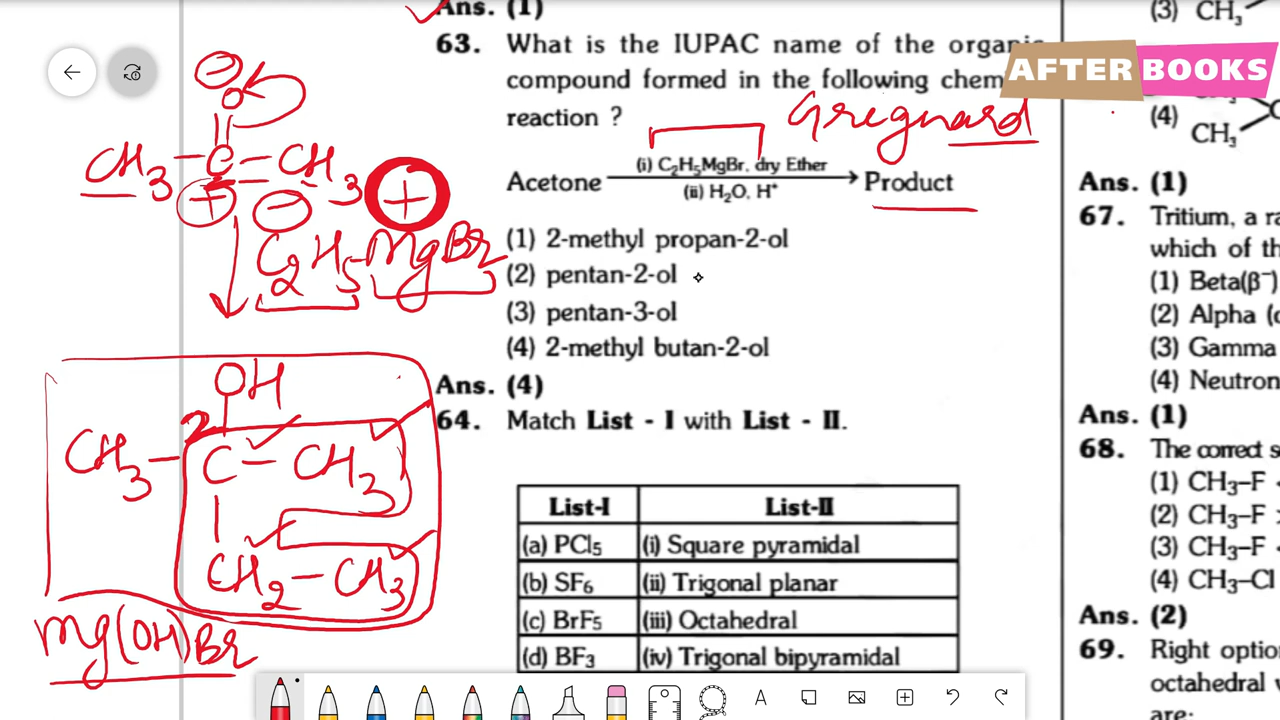 Ans. (1)
63. What is the IUPAC name of the organic
compound formed in the following chem
reaction ?
Greguard
Acetone (i) C₂H₅MgBr, dry Ether (ii) H₂O, H⁺ Product
(1) 2-methyl propan-2-ol
(2) pentan-2-ol
(3) pentan-3-ol
(4) 2-methyl butan-2-ol
Ans. (4)
64. Match List - I with List - II.
List-I List-II
(a) PCl₅ (i) Square pyramidal
(b) SF₆ (ii) Trigonal planar
(c) BrF₅ (iii) Octahedral
(d) BF₃ (iv) Trigonal bipyramidal
O
CH₃ – C – CH₃
C₂H₅ MgBr
OH
2
CH₃ – C – CH₃
CH₂ – CH₃
Mg(OH)Br
AFTERBOOKS
(3) CH₃
(4)
CH₃
Ans. (1)
67. Tritium, a ra
which of th
(1) Beta(β⁻)
(2) Alpha (
(3) Gamma
(4) Neutron
Ans. (1)
68. The correct s
(1) CH₃–F
(2) CH₃–F
(3) CH₃–F
(4) CH₃–Cl
Ans. (2)
69. Right optio
octahedral
are:
A